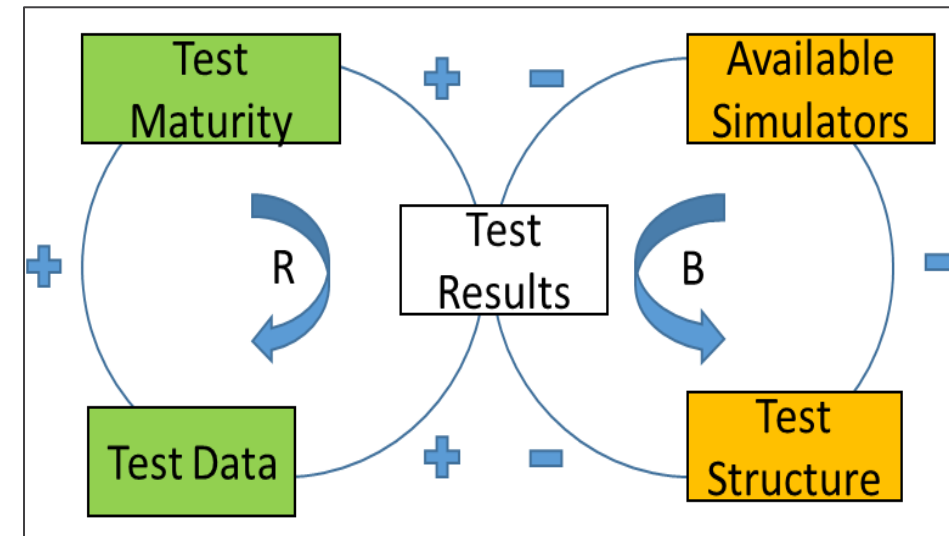 Test
Maturity
+
-
Available
Simulators
Test
Results
+
R
B
-
Test Data
+
-
Test
Structure